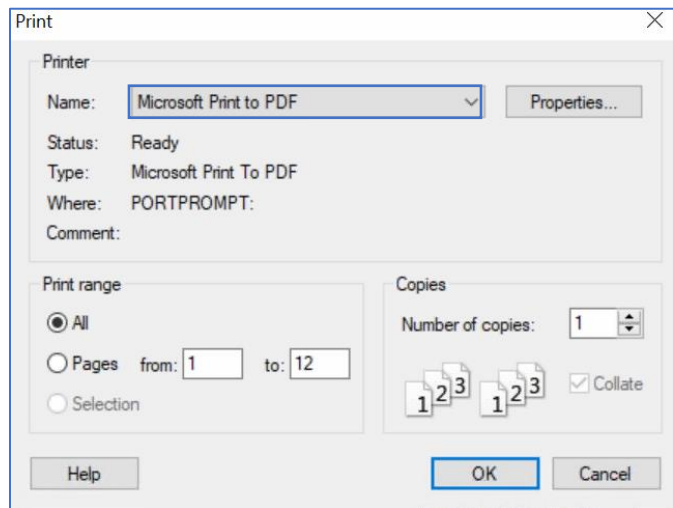 Print
Printer
Name: Microsoft Print to PDF Properties...
Status: Ready
Type: Microsoft Print To PDF
Where: PORTPROMPT:
Comment:
Print range
All
Pages from: 1 to: 12
Selection
Copies
Number of copies: 1
1 2 3 1 2 3 Collate
Help OK Cancel